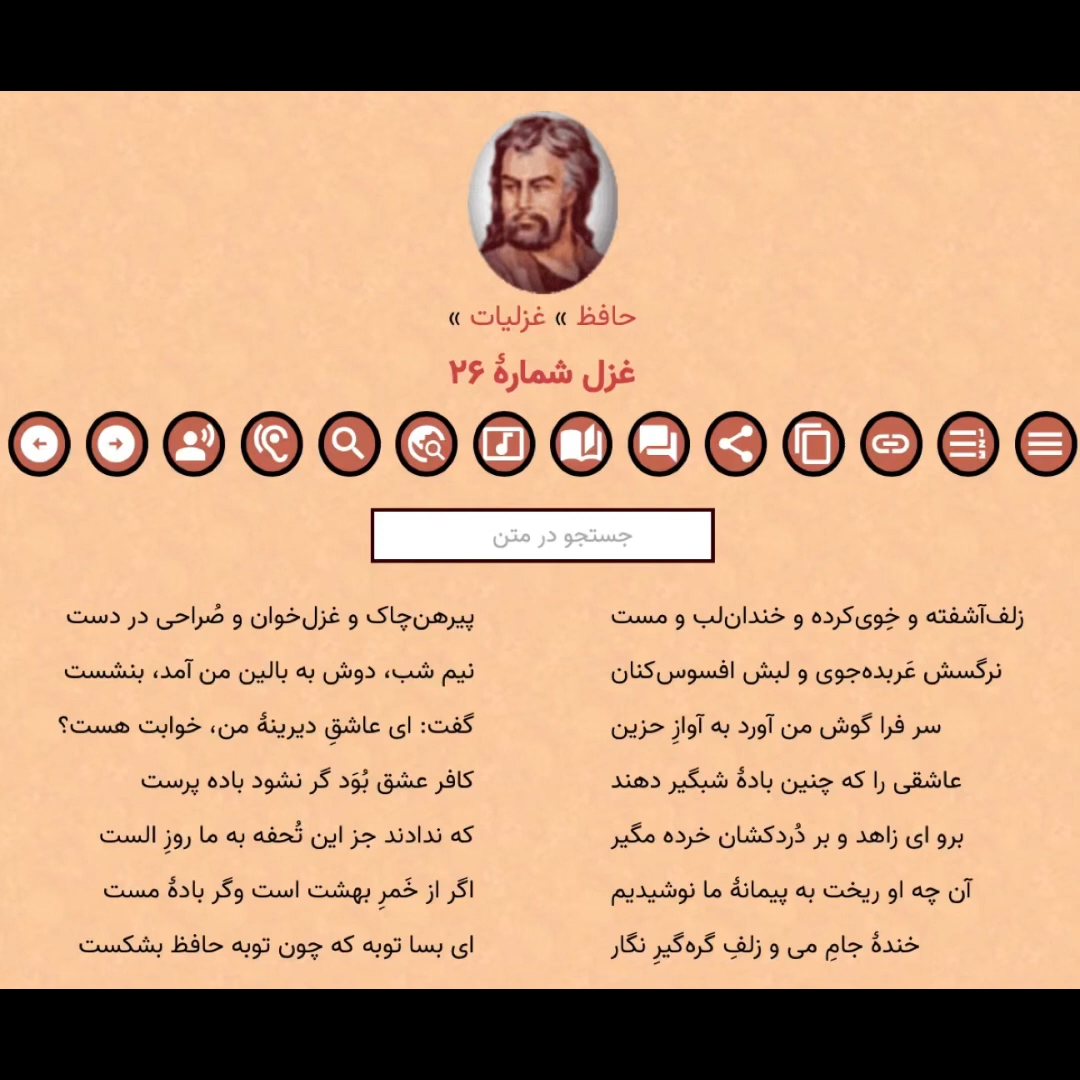 حافظ » غزلیات »
غزل شمارهٔ ۲۶
جستجو در متن
زلف‌آشفته و خِوی‌کرده و خندان‌لب و مست
پیرهن‌چاک و غزل‌خوان و صُراحی در دست
نرگسش عَربده‌جوی و لبش افسوس‌کنان
نیم شب، دوش به بالین من آمد، بنشست
سر فرا گوش من آورد به آوازِ حزین
گفت: ای عاشقِ دیرینهٔ من، خوابت هست؟
عاشقی را که چنین بادهٔ شبگیر دهند
کافر عشق بُوَد گر نشود باده پرست
برو ای زاهد و بر دُردکشان خرده مگیر
که ندادند جز این تُحفه به ما روزِ الست
آن چه او ریخت به پیمانهٔ ما نوشیدیم
اگر از خَمرِ بهشت است وگر بادهٔ مست
خندهٔ جامِ می و زلفِ گره‌گیرِ نگار
ای بسا توبه که چون توبه حافظ بشکست